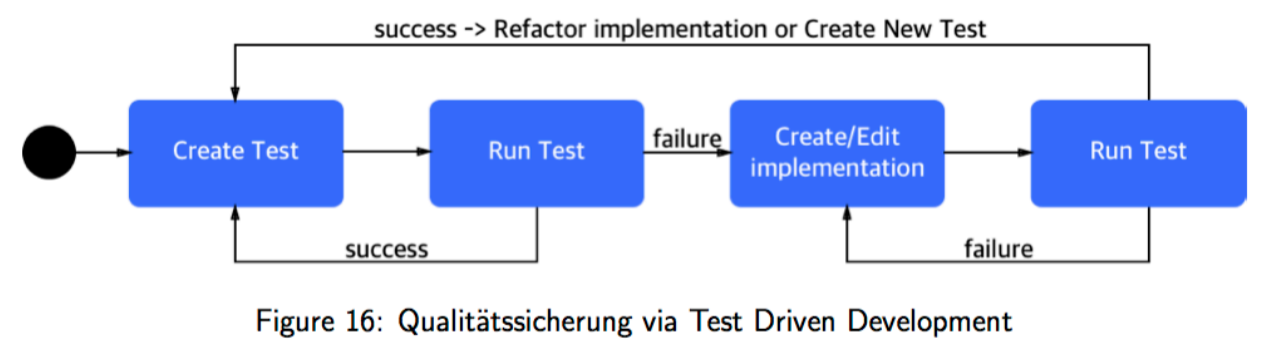 success -> Refactor implementation or Create New Test
Create Test
Run Test
failure
Create/Edit
implementation
Run Test
success
failure
Figure 16: Qualitätssicherung via Test Driven Development